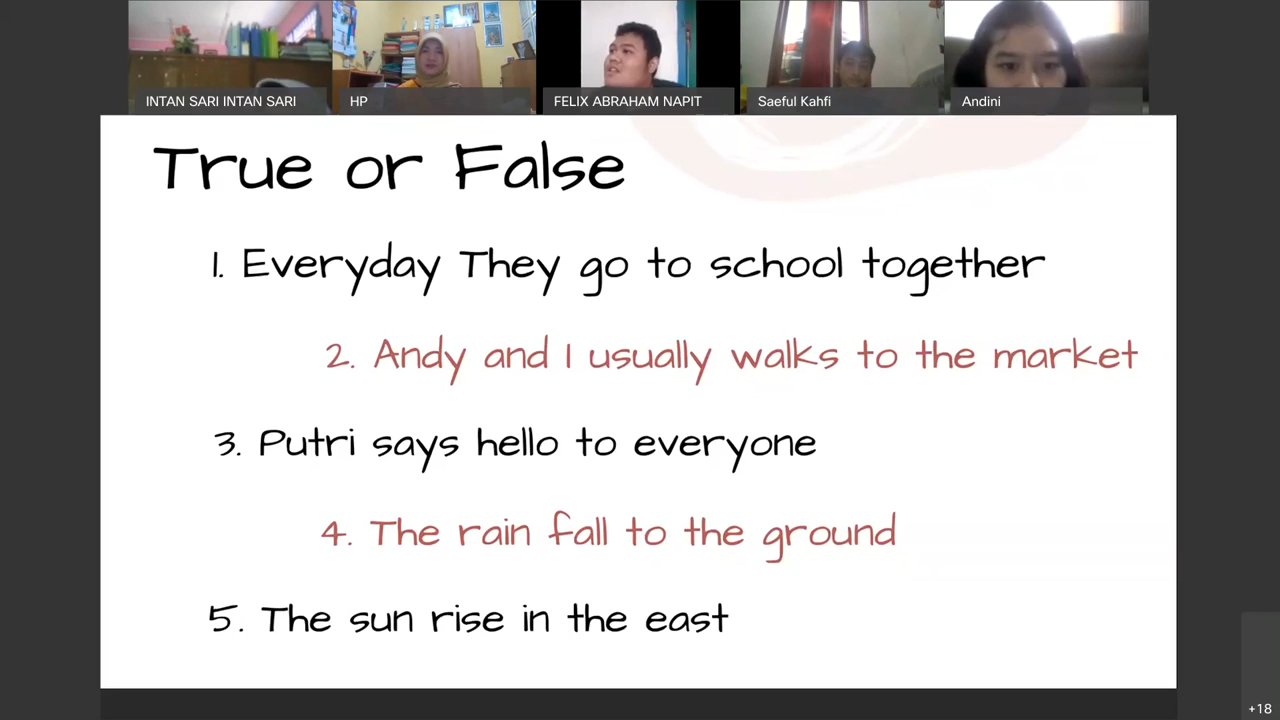 INTAN SARI INTAN SARI
HP
FELIX ABRAHAM NAPIT
Saeful Kahfi
Andini
True or False
1. Everyday They go to school together
2. Andy and I usually walks to the market
3. Putri says hello to everyone
4. The rain fall to the ground
5. The sun rise in the east
+18